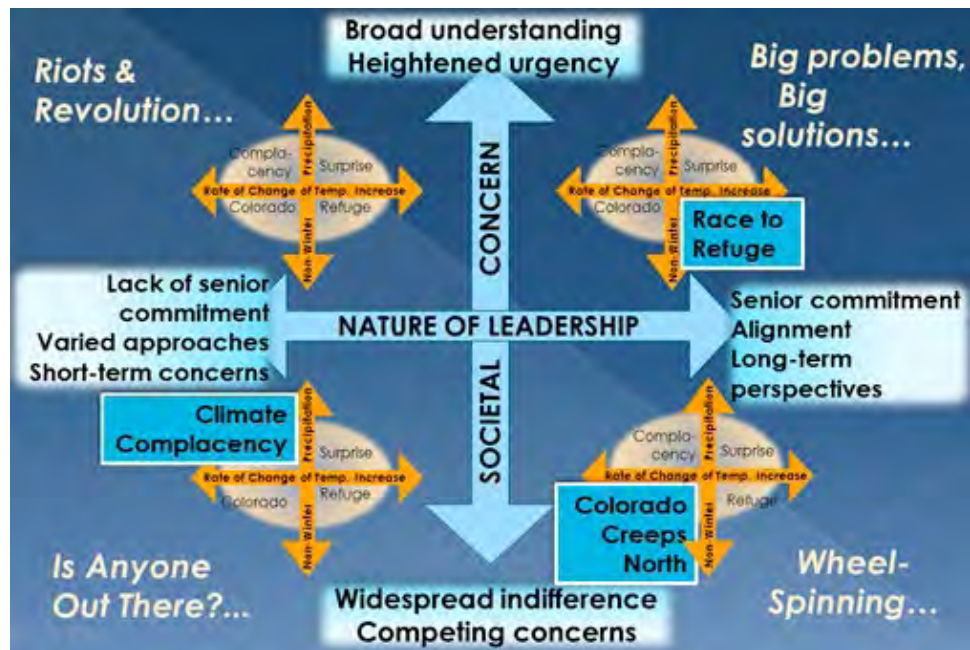 Broad understanding
Heightened urgency
Riots &
Revolution...
Big problems,
Big
solutions...
Compla-
cency
Precipitation
Surprise
Rate of Change of Temp. Increase
Colorado
Refuge
Non-Winter
Compla-
cency
Precipitation
Surprise
Rate of Change of Temp. Increase
Colorado
Non-Winter
Race to
Refuge
CONCERN
Lack of senior
commitment
Varied approaches
Short-term concerns
NATURE OF LEADERSHIP
Senior commitment
Alignment
Long-term
perspectives
SOCIETAL
Climate
Complacency
Precipitation
Surprise
Rate of Change of Temp. Increase
Colorado
Refuge
Non-Winter
Compla-
cency
Precipitation
Surprise
Rate of Change of Temp. Increase
Refuge
Non-Winter
Colorado
Creeps
North
Is Anyone
Out There?...
Wheel-
Spinning...
Widespread indifference
Competing concerns